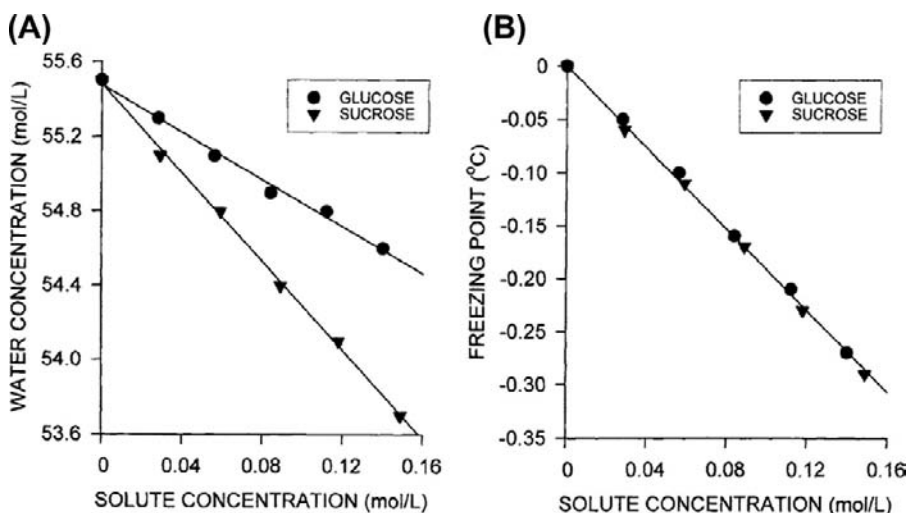 (A)
WATER CONCENTRATION (mol/L)
55.6
55.2
54.8
54.4
54.0
53.6
GLUCOSE
SUCROSE
0 0.04 0.08 0.12 0.16
SOLUTE CONCENTRATION (mol/L)
(B)
FREEZING POINT (°C)
0
-0.05
-0.10
-0.15
-0.20
-0.25
-0.30
-0.35
GLUCOSE
SUCROSE
0 0.04 0.08 0.12 0.16
SOLUTE CONCENTRATION (mol/L)